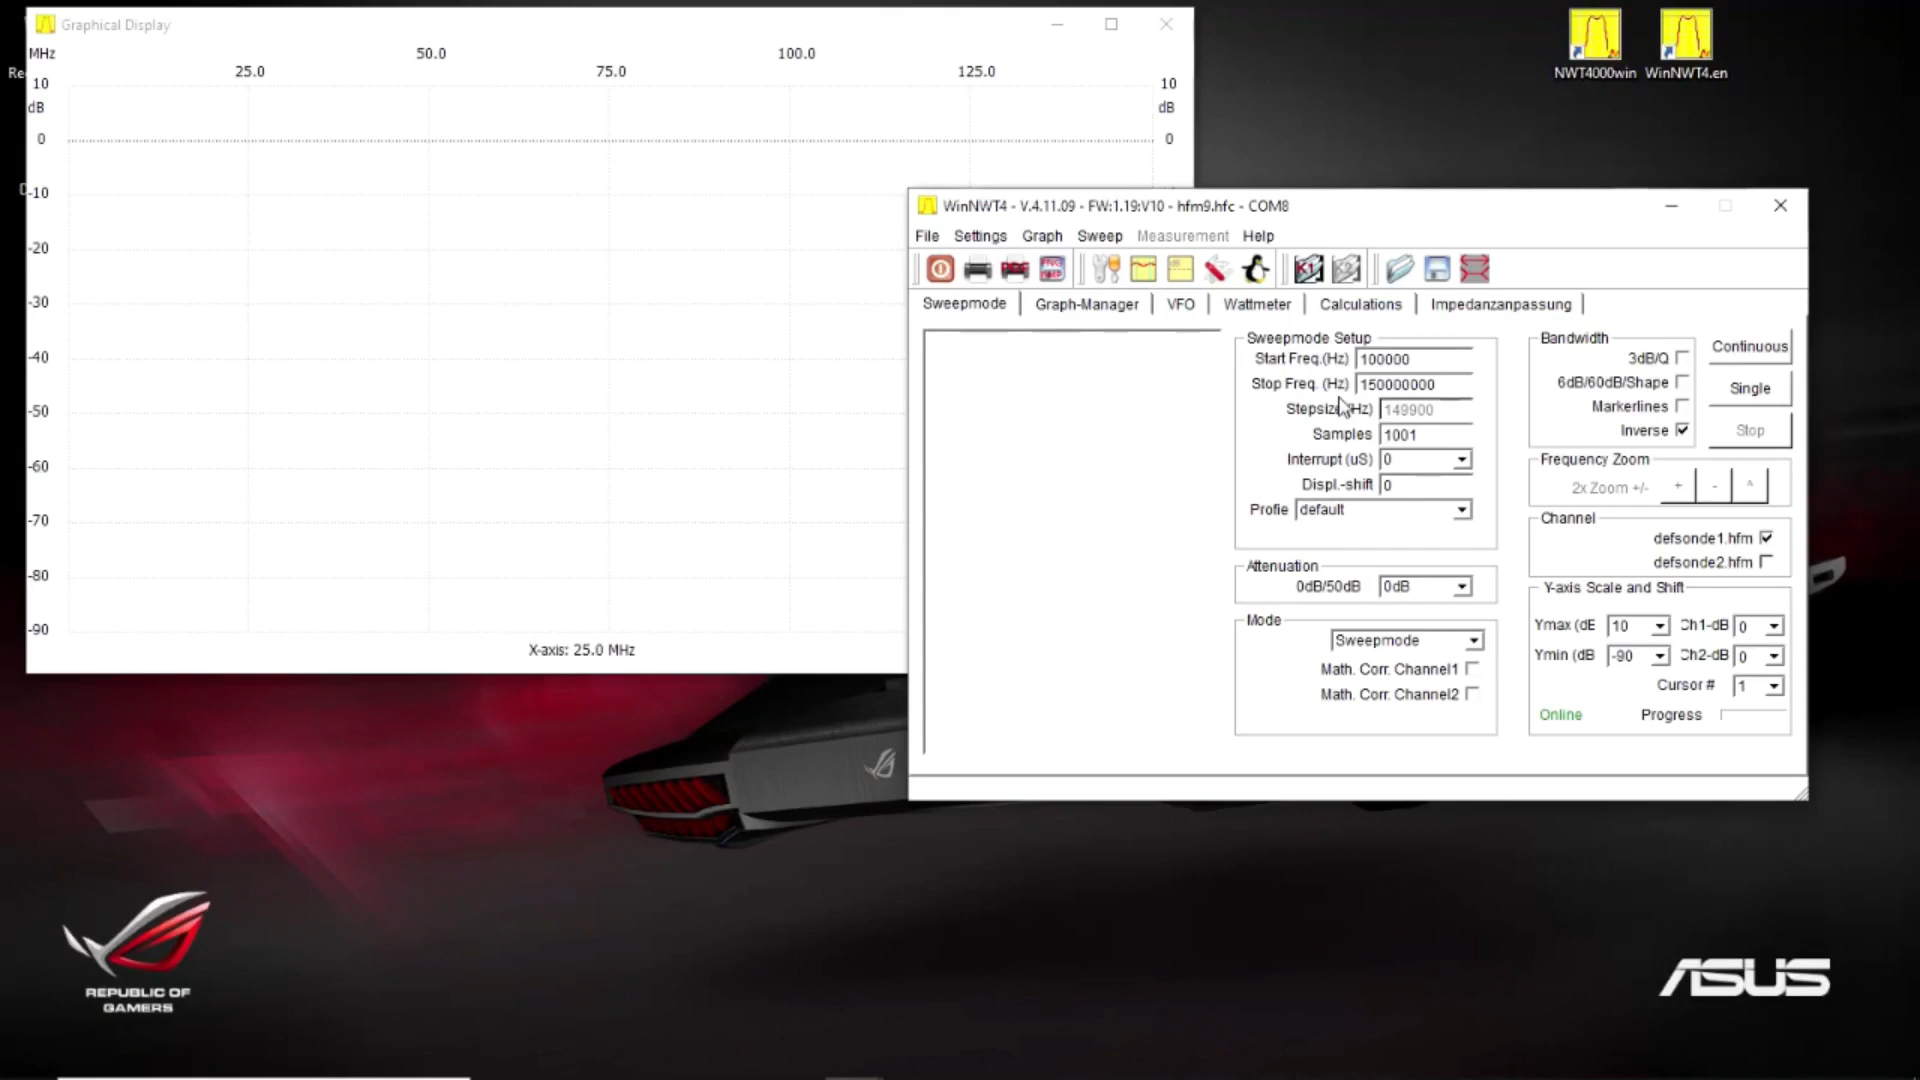 Graphical Display
MHz 50.0 100.0
25.0 75.0 125.0
10 10
dB dB
0 0
-10
-20
-30
-40
-50
-60
-70
-80
-90
X-axis: 25.0 MHz
NWT4000win WinNWT4.en
WinNWT4 - V.4.11.09 - FW:1.19:V10 - hfm9.hfc - COM8
File Settings Graph Sweep Measurement Help
PDF
K1
Sweepmode Graph-Manager VFO Wattmeter Calculations Impedanzanpassung
Sweepmode Setup
Start Freq.(Hz) 100000
Stop Freq. (Hz) 150000000
Stepsize (Hz) 149900
Samples 1001
Interrupt (uS) 0
Displ.-shift 0
Profie default
Attenuation
0dB/50dB 0dB
Mode
Sweepmode
Math. Corr. Channel1
Math. Corr. Channel2
Bandwidth
3dB/Q
6dB/60dB/Shape
Markerlines
Inverse
Continuous
Single
Stop
Frequency Zoom
2x Zoom +/- + - ^
Channel
defsonde1.hfm
defsonde2.hfm
Y-axis Scale and Shift
Ymax (dE 10 Ch1-dB 0
Ymin (dB -90 Ch2-dB 0
Cursor # 1
Online Progress
REPUBLIC OF
GAMERS
ASUS